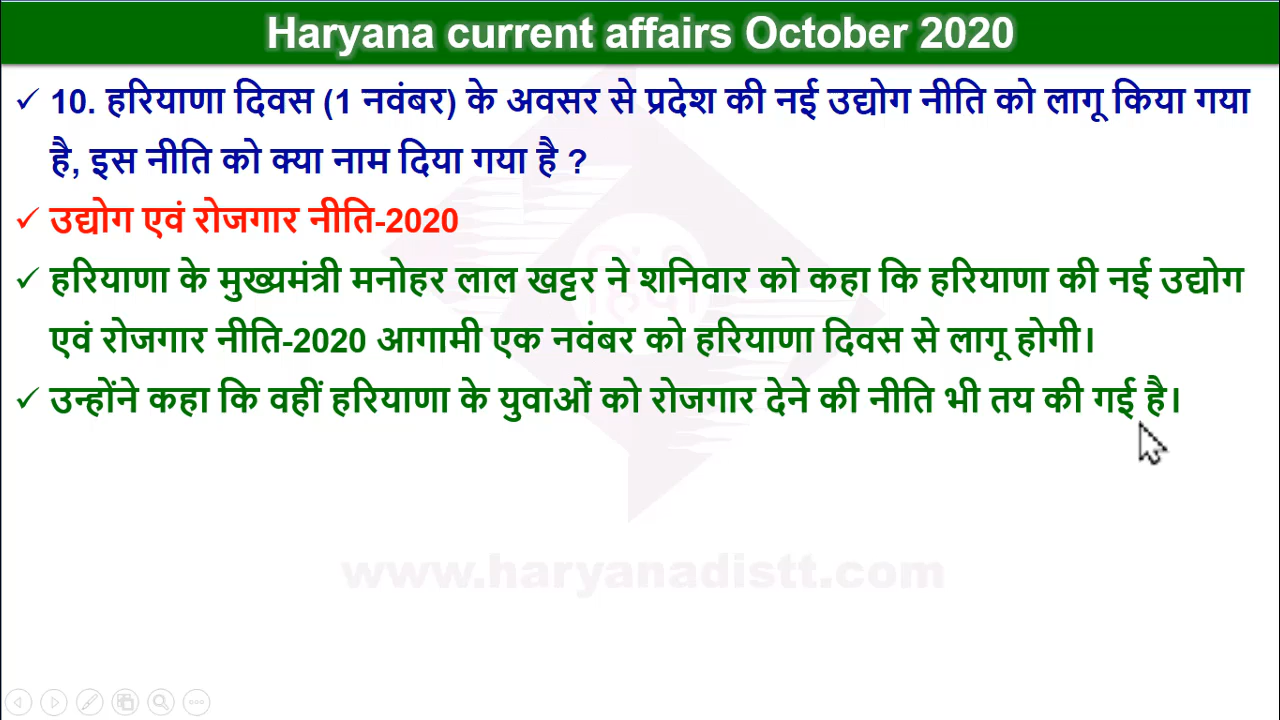 Haryana current affairs October 2020
✓ 10. हरियाणा दिवस (1 नवंबर) के अवसर से प्रदेश की नई उद्योग नीति को लागू किया गया
है, इस नीति को क्या नाम दिया गया है ?
✓ उद्योग एवं रोजगार नीति-2020
✓ हरियाणा के मुख्यमंत्री मनोहर लाल खट्टर ने शनिवार को कहा कि हरियाणा की नई उद्योग
एवं रोजगार नीति-2020 आगामी एक नवंबर को हरियाणा दिवस से लागू होगी।
✓ उन्होंने कहा कि वहीं हरियाणा के युवाओं को रोजगार देने की नीति भी तय की गई है।
हिंदी
www.haryanadistt.com